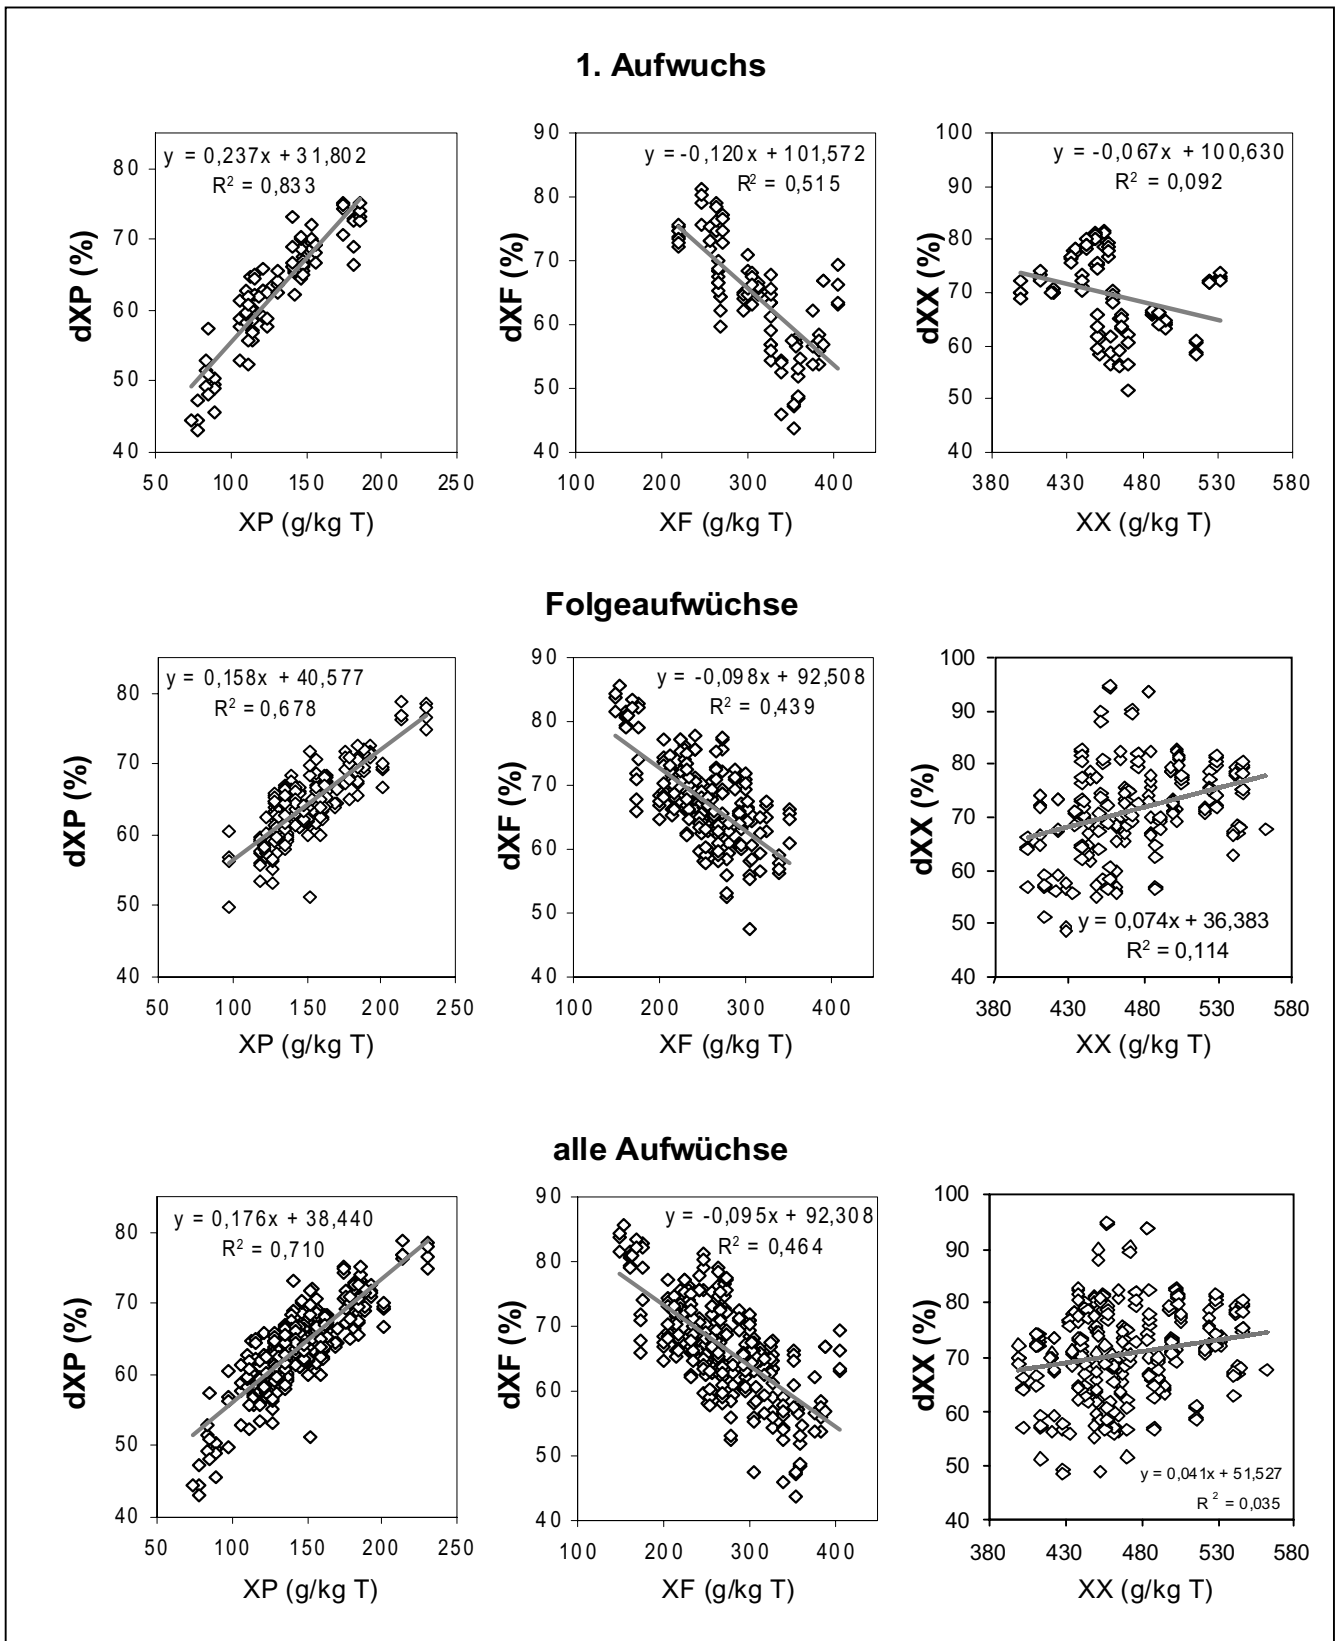 1. Aufwuchs
y = 0,237x + 31,802
R² = 0,833
dXP (%)
80
70
60
50
40
50 100 150 200 250
XP (g/kg T)
y = -0,120x + 101,572
R² = 0,515
dXF (%)
90
80
70
60
50
40
100 200 300 400
XF (g/kg T)
y = -0,067x + 100,630
R² = 0,092
dXX (%)
100
90
80
70
60
50
40
380 430 480 530 580
XX (g/kg T)
Folgeaufwüchse
y = 0,158x + 40,577
R² = 0,678
dXP (%)
80
70
60
50
40
50 100 150 200 250
XP (g/kg T)
y = -0,098x + 92,508
R² = 0,439
dXF (%)
90
80
70
60
50
40
100 200 300 400
XF (g/kg T)
y = 0,074x + 36,383
R² = 0,114
dXX (%)
100
90
80
70
60
50
40
380 430 480 530 580
XX (g/kg T)
alle Aufwüchse
y = 0,176x + 38,440
R² = 0,710
dXP (%)
80
70
60
50
40
50 100 150 200 250
XP (g/kg T)
y = -0,095x + 92,308
R² = 0,464
dXF (%)
90
80
70
60
50
40
100 200 300 400
XF (g/kg T)
y = 0,041x + 51,527
R² = 0,035
dXX (%)
100
90
80
70
60
50
40
380 430 480 530 580
XX (g/kg T)